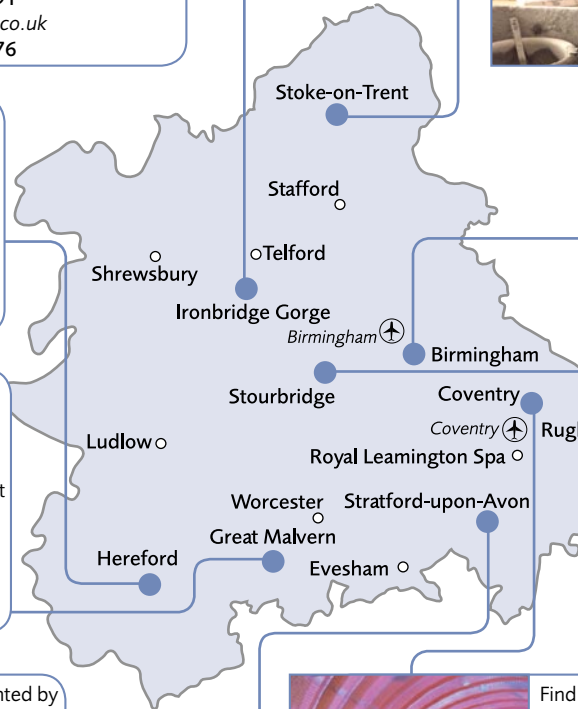 co.uk
76
Stoke-on-Trent
Stafford
Telford
Shrewsbury
Ironbridge Gorge
Birmingham
Birmingham
Stourbridge
Coventry
Coventry
Royal Leamington Spa
Ludlow
Worcester
Stratford-upon-Avon
Great Malvern
Hereford
Evesham
Find
by